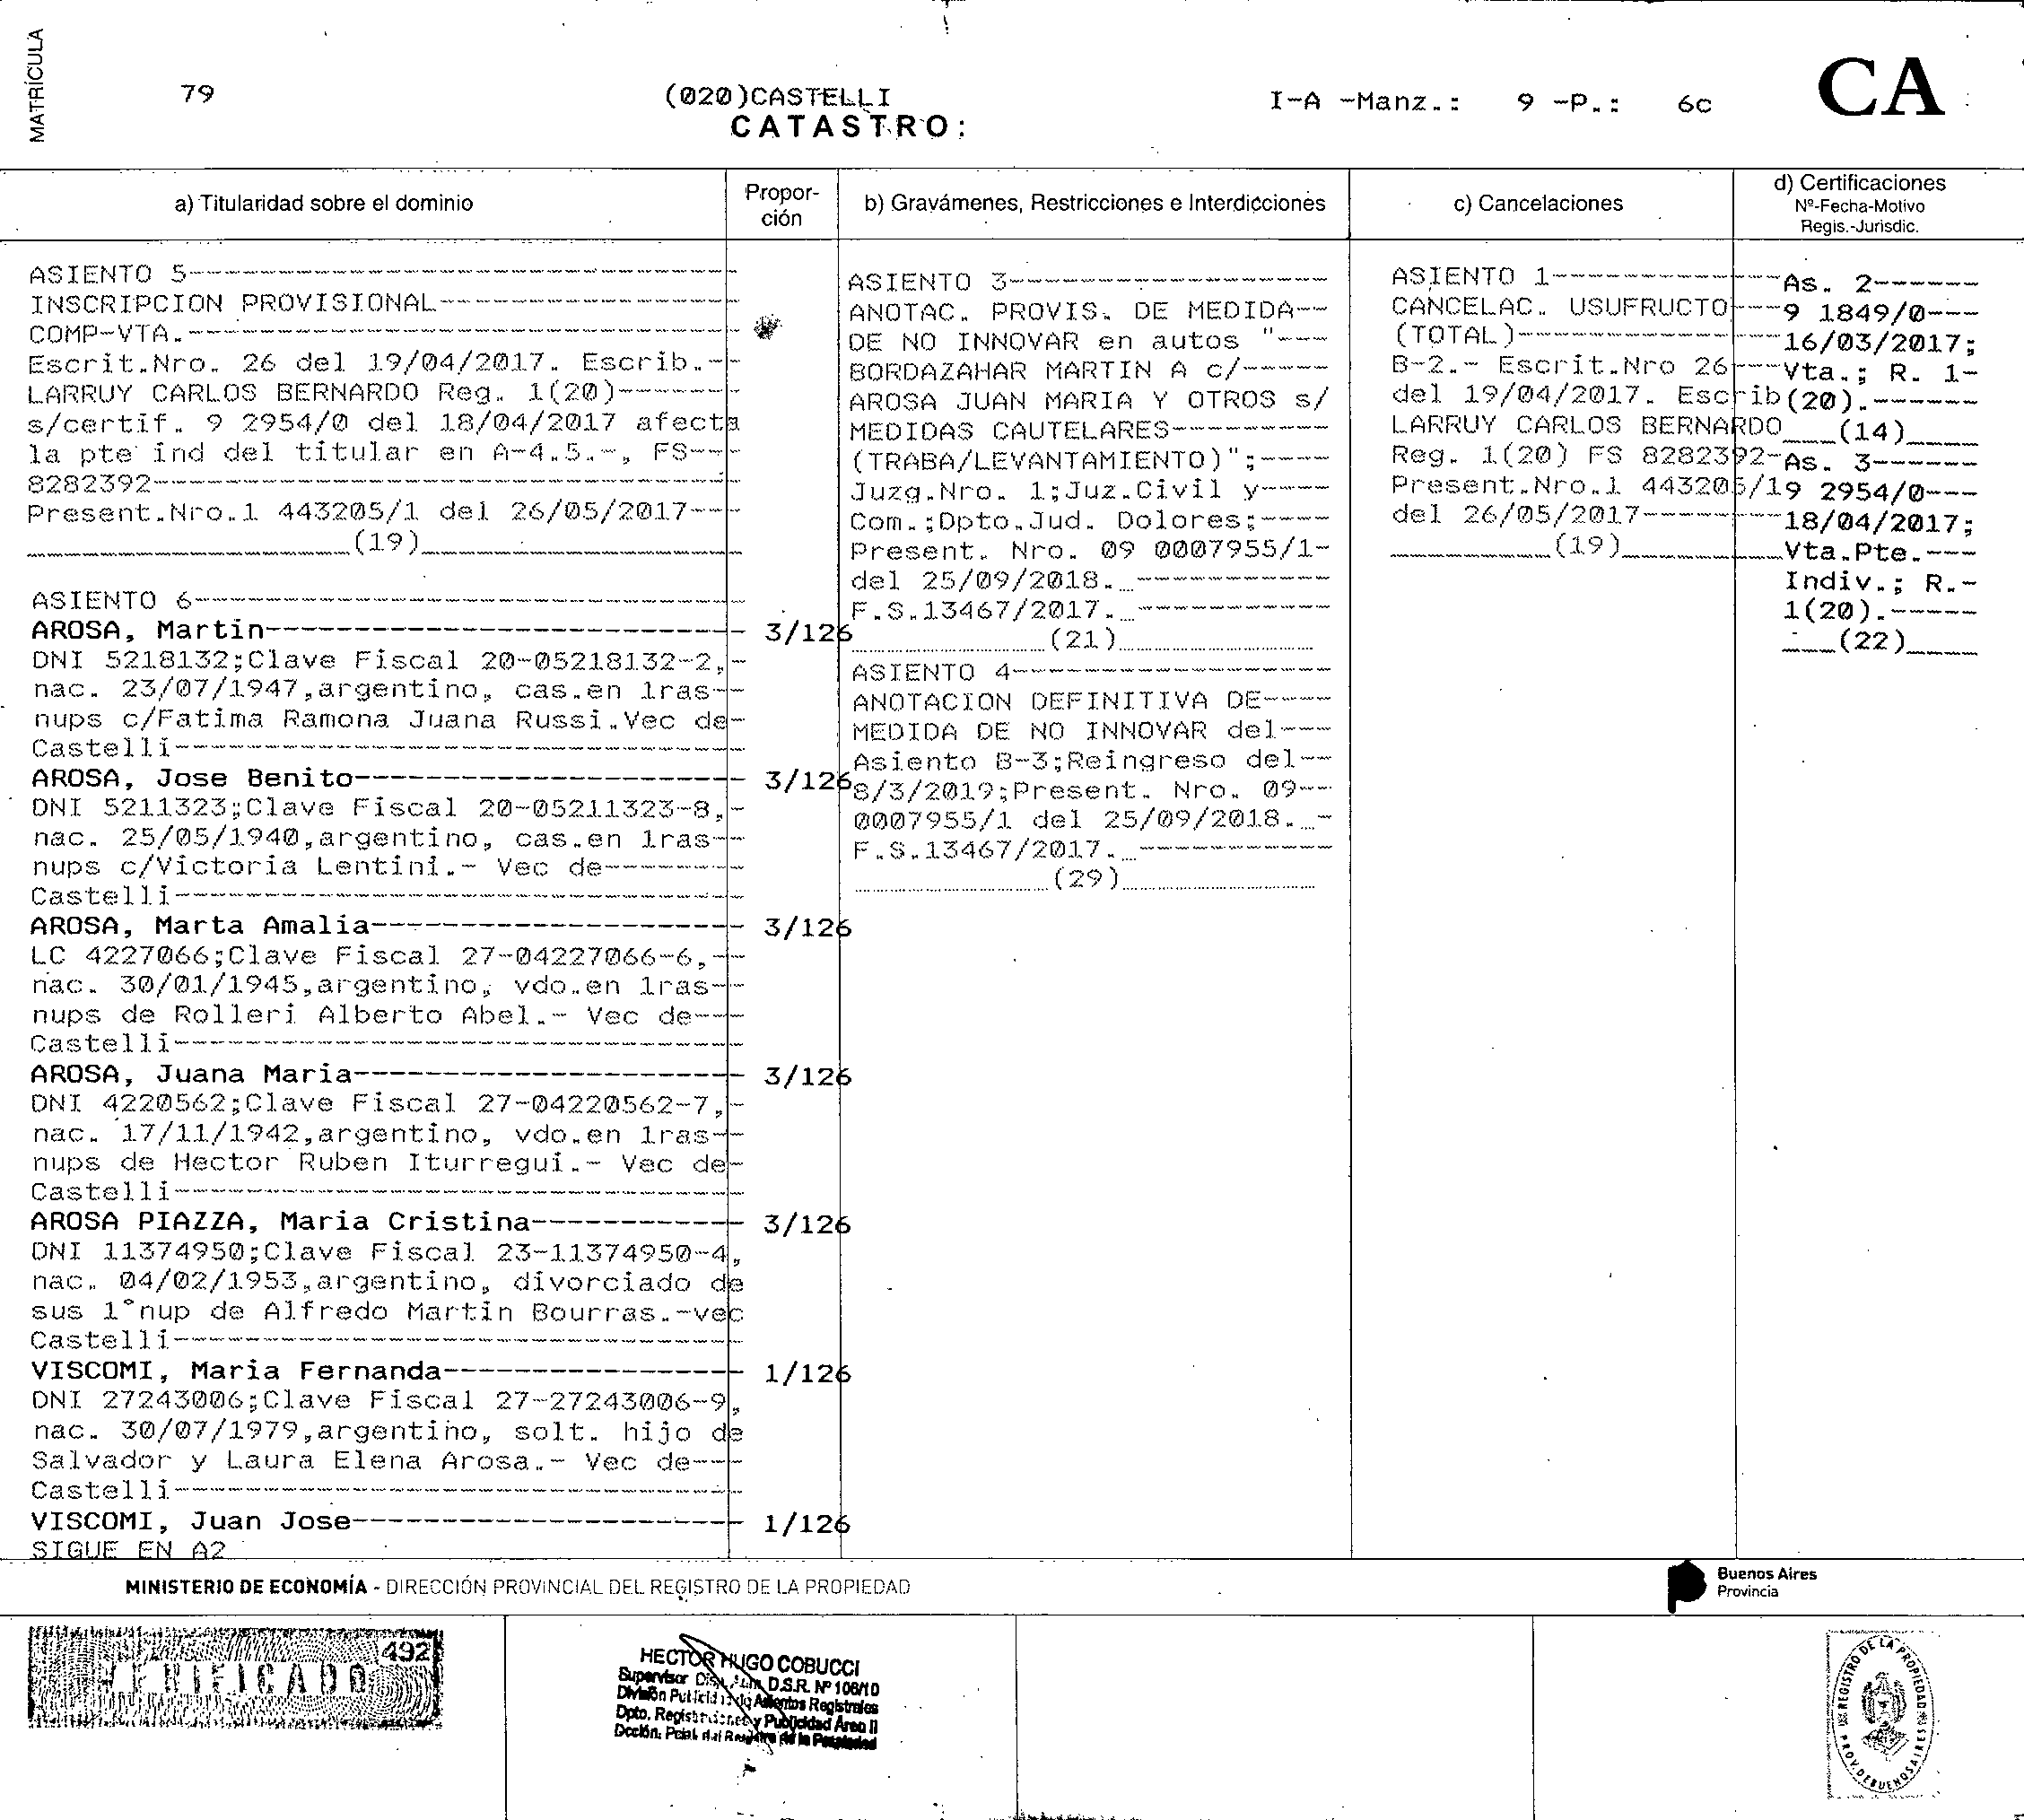 MATRÍCULA
79
(020)CASTELLI
CATASTRO:
I-A -Manz.: 9 -P.: 6c
CA
a) Titularidad sobre el dominio
Propor-
ción
b) Gravámenes, Restricciones e Interdicciones
c) Cancelaciones
d) Certificaciones
Nº-Fecha-Motivo
Regis.-Jurisdic.
ASIENTO 5-------------------------------
INSCRIPCION PROVISIONAL-----------------
COMP-VTA.-------------------------------
Escrit.Nro. 26 del 19/04/2017. Escrib.--
LARRUY CARLOS BERNARDO Reg. 1(20)-------
s/certif. 9 2954/0 del 18/04/2017 afecta
la pte ind del titular en A-4.5.-, FS---
8282392---------------------------------
Present.Nro.1 443205/1 del 26/05/2017---
__________________(19)__________________
ASIENTO 6-------------------------------
AROSA, Martin--------------------------- 3/126
DNI 5218132;Clave Fiscal 20-05218132-2,-
nac. 23/07/1947,argentino, cas.en 1ras--
nups c/Fatima Ramona Juana Russi.Vec de-
Castelli--------------------------------
AROSA, Jose Benito---------------------- 3/126
DNI 5211323;Clave Fiscal 20-05211323-8,-
nac. 25/05/1940,argentino, cas.en 1ras--
nups c/Victoria Lentini.- Vec de--------
Castelli--------------------------------
AROSA, Marta Amalia--------------------- 3/126
LC 4227066;Clave Fiscal 27-04227066-6,--
nac. 30/01/1945,argentino, vdo.en 1ras--
nups de Rolleri Alberto Abel.- Vec de---
Castelli--------------------------------
AROSA, Juana Maria---------------------- 3/126
DNI 4220562;Clave Fiscal 27-04220562-7,-
nac. 17/11/1942,argentino, vdo.en 1ras--
nups de Hector Ruben Iturregui.- Vec de-
Castelli--------------------------------
AROSA PIAZZA, Maria Cristina------------ 3/126
DNI 11374950;Clave Fiscal 23-11374950-4,
nac. 04/02/1953,argentino, divorciado de
sus 1°nup de Alfredo Martin Bourras.-vec
Castelli--------------------------------
VISCOMI, Maria Fernanda----------------- 1/126
DNI 27243006;Clave Fiscal 27-27243006-9,
nac. 30/07/1979,argentino, solt. hijo de
Salvador y Laura Elena Arosa.- Vec de---
Castelli--------------------------------
VISCOMI, Juan Jose---------------------- 1/126
SIGUE EN A2
ASIENTO 3------------------
ANOTAC. PROVIS. DE MEDIDA--
DE NO INNOVAR en autos "---
BORDAZAHAR MARTIN A c/-----
AROSA JUAN MARIA Y OTROS s/
MEDIDAS CAUTELARES---------
(TRABA/LEVANTAMIENTO)";----
Juzg.Nro. 1;Juz.Civil y----
Com.;Dpto.Jud. Dolores;----
Present. Nro. 09 0007955/1-
del 25/09/2018._-----------
F.S.13467/2017._-----------
___________(21)___________
ASIENTO 4------------------
ANOTACION DEFINITIVA DE----
MEDIDA DE NO INNOVAR del---
Asiento B-3;Reingreso del--
8/3/2019;Present. Nro. 09--
0007955/1 del 25/09/2018._-
F.S.13467/2017._-----------
___________(29)___________
ASIENTO 1-------------
CANCELAC. USUFRUCTO---
(TOTAL)---------------
B-2.- Escrit.Nro 26---
del 19/04/2017. Escrib
LARRUY CARLOS BERNARDO
Reg. 1(20) FS 8282392-
Present.Nro.1 443205/1
del 26/05/2017--------
_________(19)_________
As. 2------
9 1849/0---
16/03/2017;
Vta.; R. 1-
(20).------
___(14)____
As. 3------
9 2954/0---
18/04/2017;
Vta.Pte.---
Indiv.; R.-
1(20).-----
___(22)____
MINISTERIO DE ECONOMÍA - DIRECCIÓN PROVINCIAL DEL REGISTRO DE LA PROPIEDAD
Buenos Aires
Provincia
492
VERIFICADO
HECTOR HUGO COBUCCI
Supervisor D.S.R. Nº 106/10
División Asientos Registrales
Dpto. y Publicidad Area II
REGISTRO DE LA PROPIEDAD
PROV. DE BUENOS AIRES